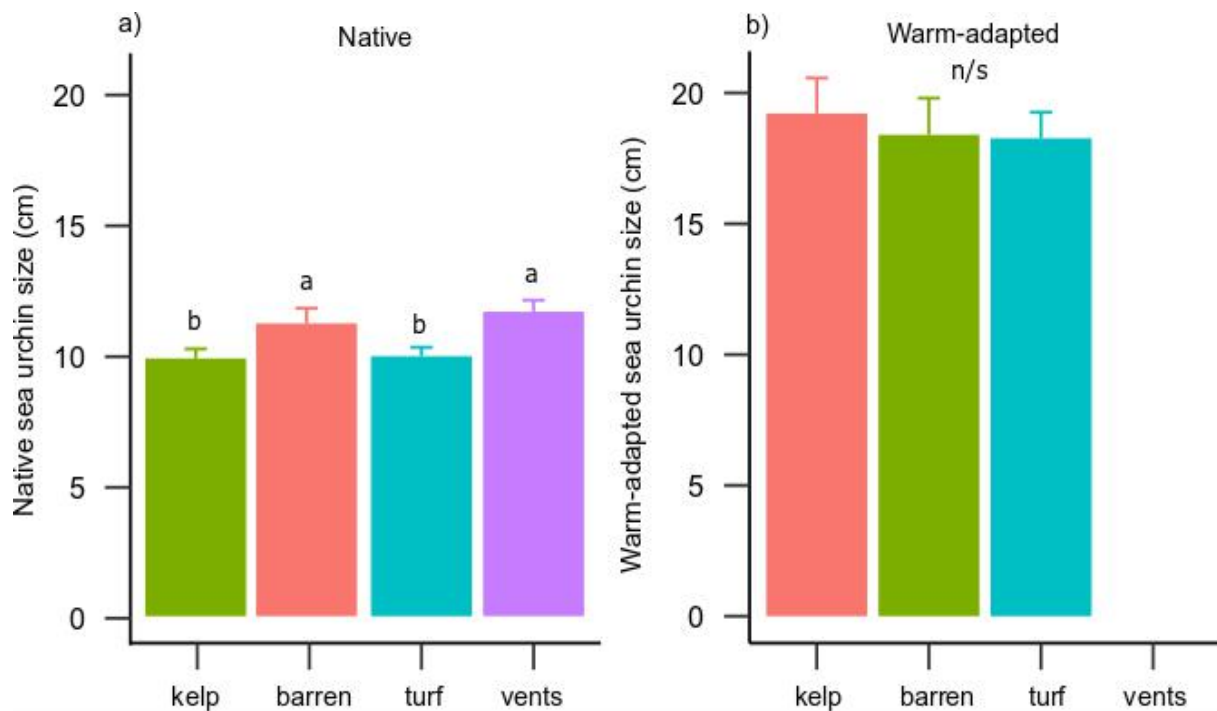 a)
Native
Native sea urchin size (cm)
20
15
10
5
0
b
a
b
a
kelp barren turf vents
b)
Warm-adapted
n/s
Warm-adapted sea urchin size (cm)
20
15
10
5
0
kelp barren turf vents